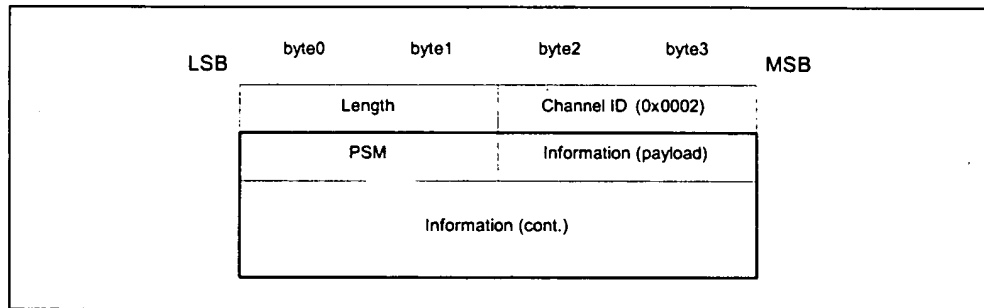 byte0 byte1 byte2 byte3
LSB MSB
Length Channel ID (0x0002)
PSM Information (payload)
Information (cont.)